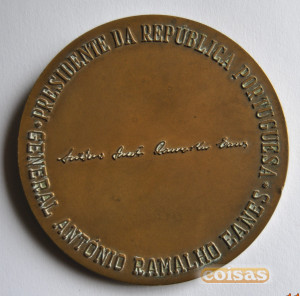 PRESIDENTE DA REPÚBLICA PORTUGUESA
GENERAL ANTÓNIO RAMALHO EANES
coisas